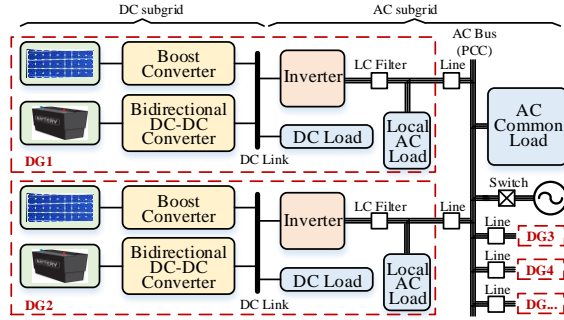 DC subgrid
AC subgrid
AC Bus
(PCC)
Boost
Converter
Inverter
LC Filter
Line
BATTERY
Bidirectional
DC-DC Converter
DC Load
Local
AC
Load
AC
Common
Load
DG1
DC Link
Switch
Boost
Converter
Inverter
LC Filter
Line
Line
DG3
BATTERY
Bidirectional
DC-DC Converter
DC Load
Local
AC
Load
Line
DG4
DG2
DC Link
Line
DG...